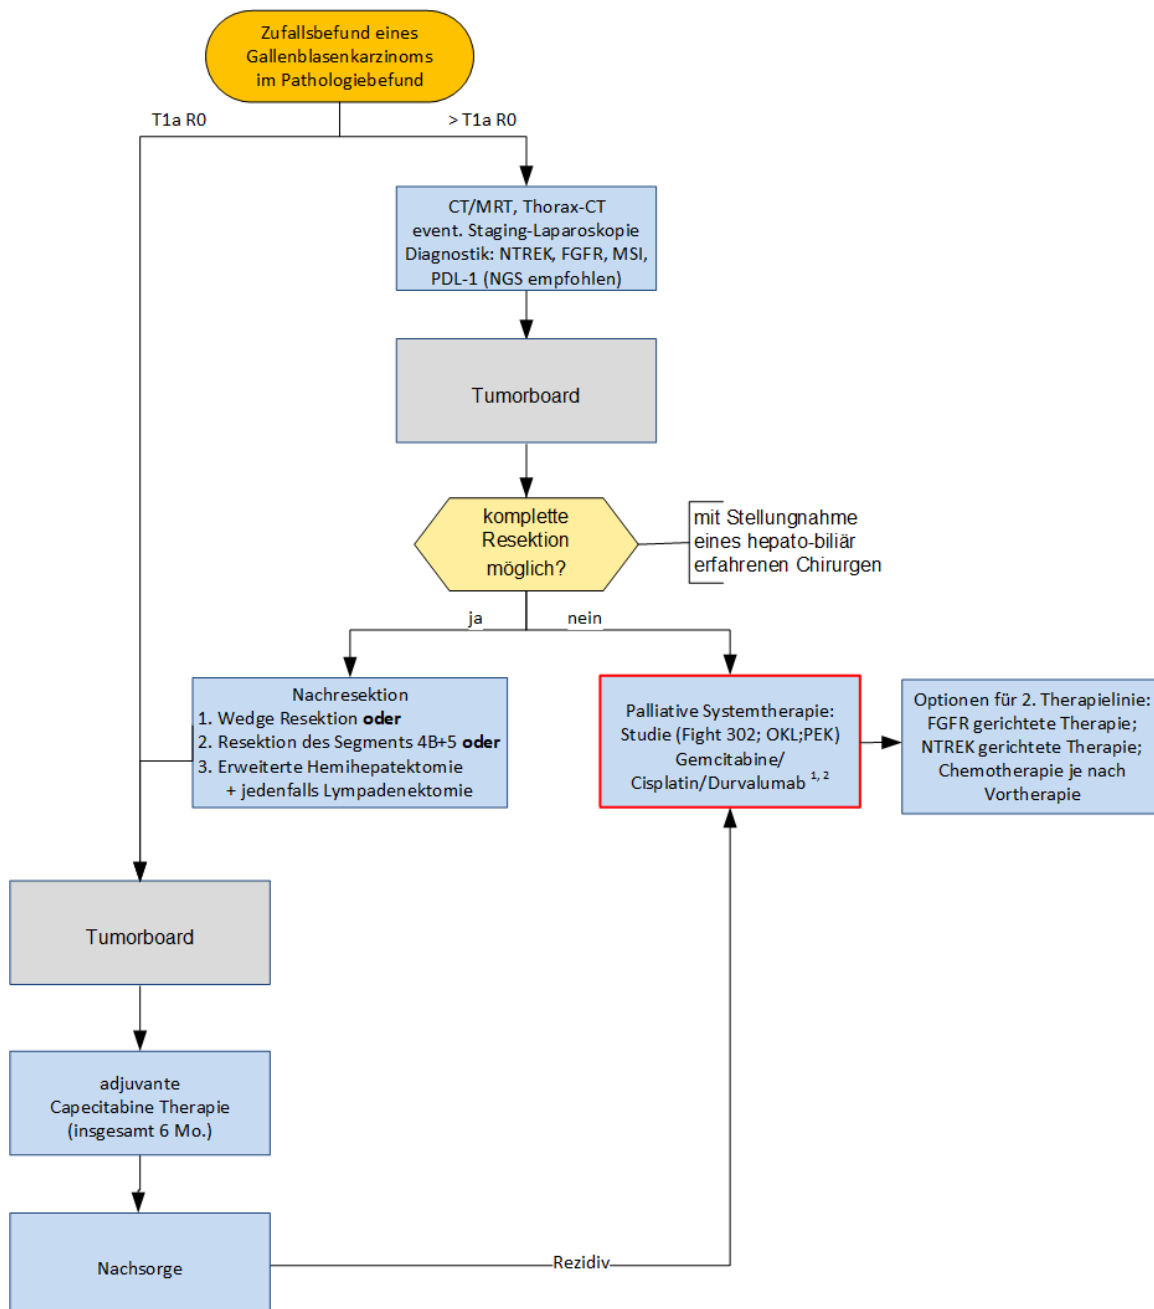 Zufallsbefund eines
Gallenblasenkarzinoms
im Pathologiebefund
T1a R0
> T1a R0
CT/MRT, Thorax-CT
event. Staging-Laparoskopie
Diagnostik: NTREK, FGFR, MSI,
PDL-1 (NGS empfohlen)
Tumorboard
komplette
Resektion
möglich?
mit Stellungnahme
eines hepato-biliär
erfahrenen Chirurgen
ja
nein
Nachresektion
1. Wedge Resektion oder
2. Resektion des Segments 4B+5 oder
3. Erweiterte Hemihepatektomie
+ jedenfalls Lympadenektomie
Palliative Systemtherapie:
Studie (Fight 302; OKL;PEK)
Gemcitabine/
Cisplatin/Durvalumab 1, 2
Optionen für 2. Therapielinie:
FGFR gerichtete Therapie;
NTREK gerichtete Therapie;
Chemotherapie je nach
Vortherapie
Tumorboard
adjuvante
Capecitabine Therapie
(insgesamt 6 Mo.)
Nachsorge
Rezidiv